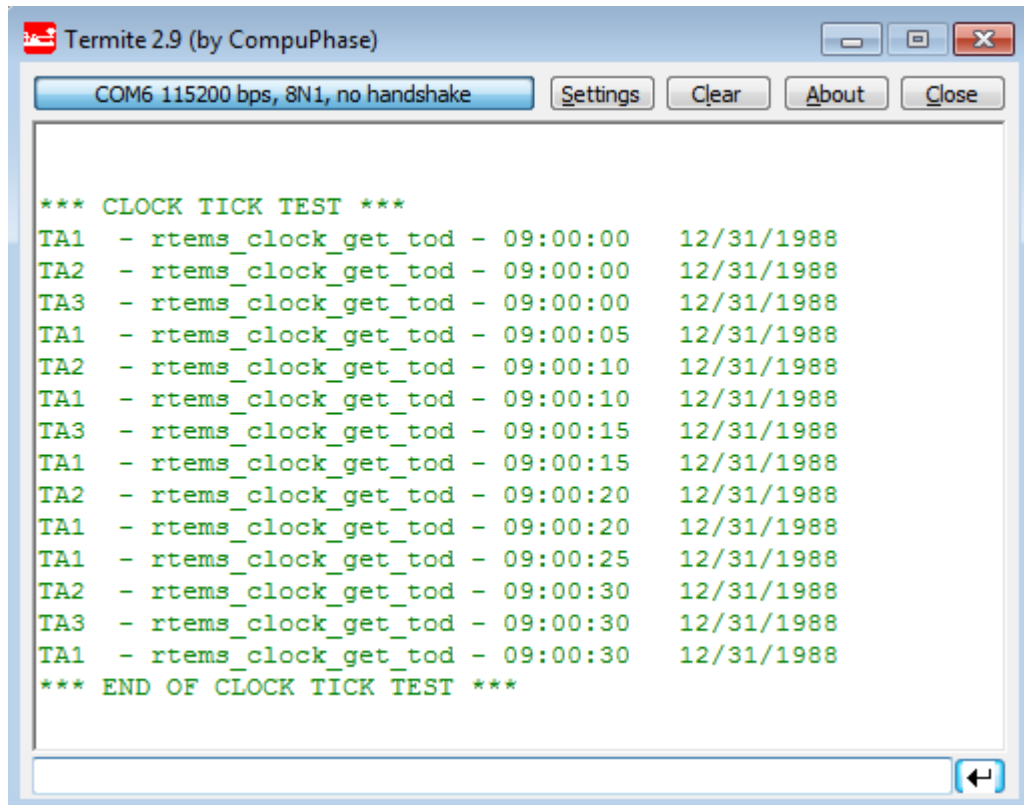 Termite 2.9 (by CompuPhase)
COM6 115200 bps, 8N1, no handshake Settings Clear About Close
*** CLOCK TICK TEST ***
TA1 - rtems_clock_get_tod - 09:00:00 12/31/1988
TA2 - rtems_clock_get_tod - 09:00:00 12/31/1988
TA3 - rtems_clock_get_tod - 09:00:00 12/31/1988
TA1 - rtems_clock_get_tod - 09:00:05 12/31/1988
TA2 - rtems_clock_get_tod - 09:00:10 12/31/1988
TA1 - rtems_clock_get_tod - 09:00:10 12/31/1988
TA3 - rtems_clock_get_tod - 09:00:15 12/31/1988
TA1 - rtems_clock_get_tod - 09:00:15 12/31/1988
TA2 - rtems_clock_get_tod - 09:00:20 12/31/1988
TA1 - rtems_clock_get_tod - 09:00:20 12/31/1988
TA1 - rtems_clock_get_tod - 09:00:25 12/31/1988
TA2 - rtems_clock_get_tod - 09:00:30 12/31/1988
TA3 - rtems_clock_get_tod - 09:00:30 12/31/1988
TA1 - rtems_clock_get_tod - 09:00:30 12/31/1988
*** END OF CLOCK TICK TEST ***